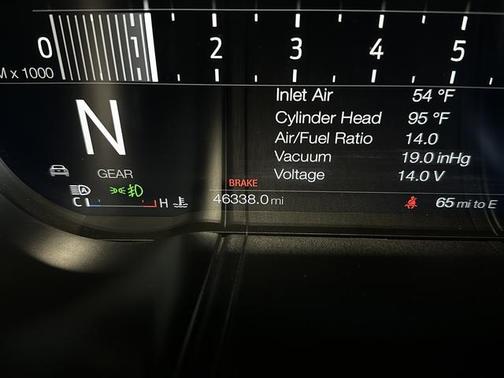 0 1 2 3 4 5
M x 1000
N
GEAR
Inlet Air 54 °F
Cylinder Head 95 °F
Air/Fuel Ratio 14.0
Vacuum 19.0 inHg
Voltage 14.0 V
A
BRAKE
C H
46338.0 mi
65 mi to E